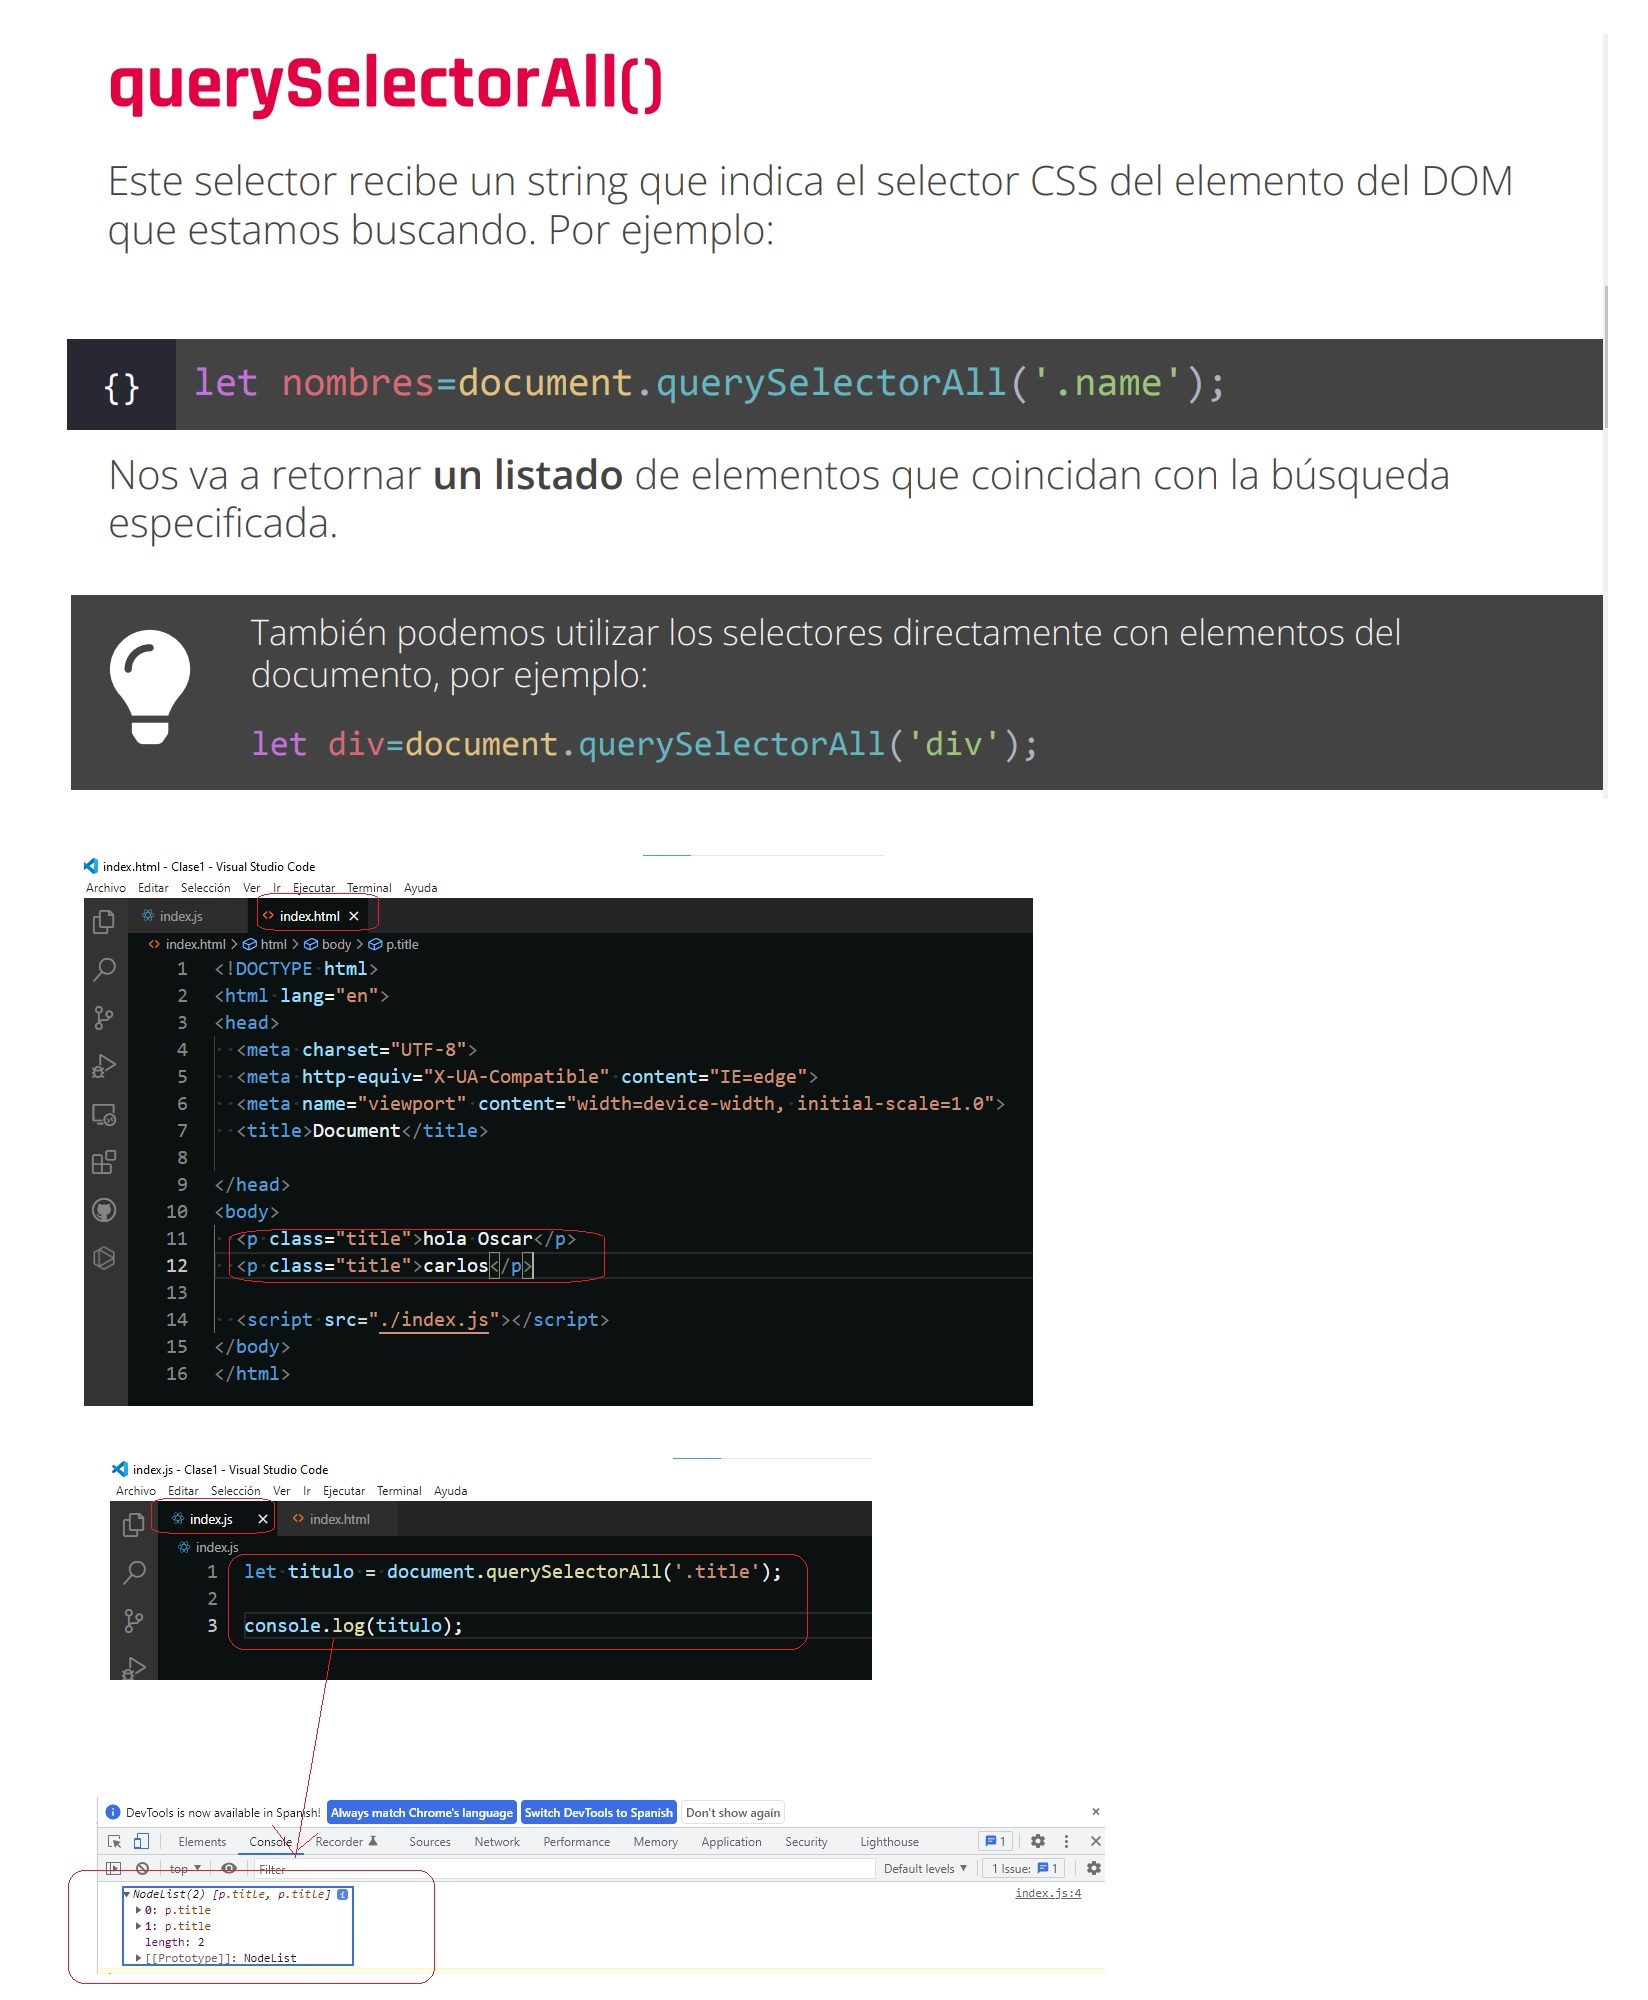 querySelectorAll()
Este selector recibe un string que indica el selector CSS del elemento del DOM
que estamos buscando. Por ejemplo:
{} let nombres=document.querySelectorAll('.name');
Nos va a retornar un listado de elementos que coincidan con la búsqueda
especificada.
También podemos utilizar los selectores directamente con elementos del
documento, por ejemplo:
let div=document.querySelectorAll('div');
index.html - Clase1 - Visual Studio Code
Archivo Editar Selección Ver Ir Ejecutar Terminal Ayuda
index.js <> index.html ×
<> index.html > html > body > p.title
1 <!DOCTYPE html>
2 <html lang="en">
3 <head>
4 <meta charset="UTF-8">
5 <meta http-equiv="X-UA-Compatible" content="IE=edge">
6 <meta name="viewport" content="width=device-width, initial-scale=1.0">
7 <title>Document</title>
8
9 </head>
10 <body>
11 <p class="title">hola Oscar</p>
12 <p class="title">carlos</p>
13
14 <script src="./index.js"></script>
15 </body>
16 </html>
index.js - Clase1 - Visual Studio Code
Archivo Editar Selección Ver Ir Ejecutar Terminal Ayuda
index.js × <> index.html
index.js
1 let titulo = document.querySelectorAll('.title');
2
3 console.log(titulo);
DevTools is now available in Spanish! Always match Chrome's language Switch DevTools to Spanish Don't show again ×
Elements Console Recorder Sources Network Performance Memory Application Security Lighthouse 1 ×
top Filter Default levels 1 Issue: 1
NodeList(2) [p.title, p.title] index.js:4
0: p.title
1: p.title
length: 2
[[Prototype]]: NodeList